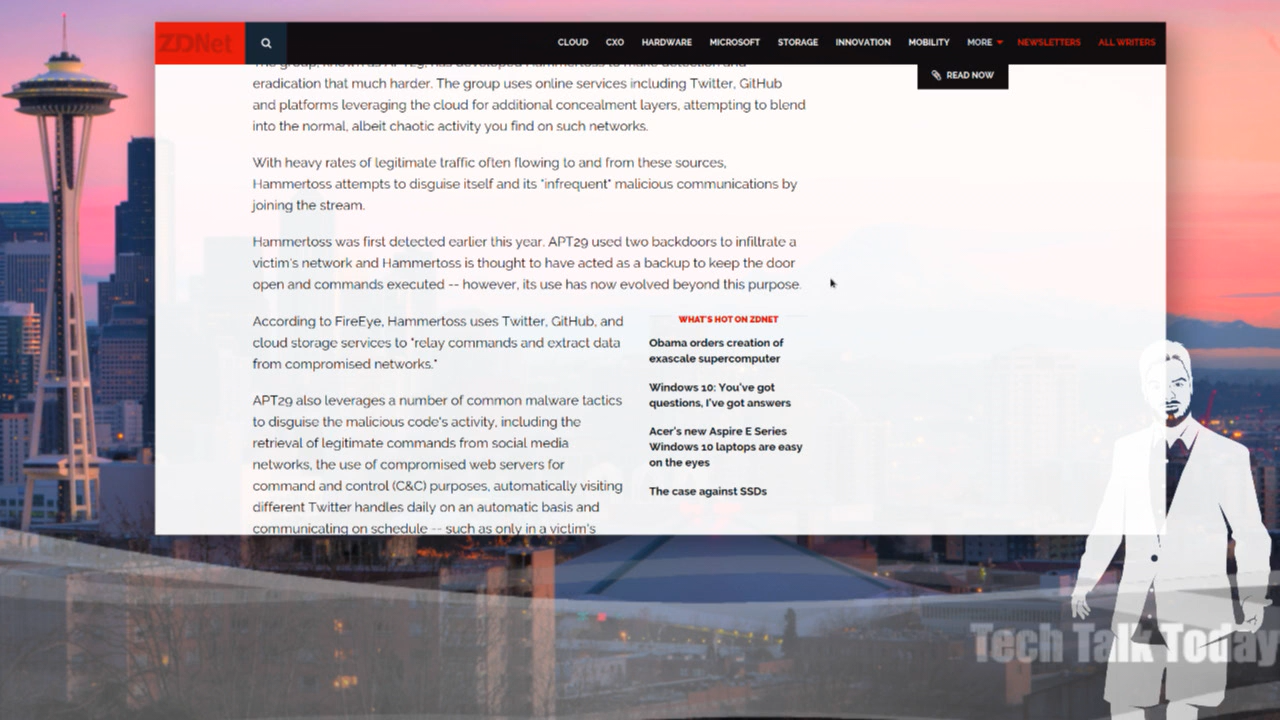 ZDNet
CLOUD CXO HARDWARE MICROSOFT STORAGE INNOVATION MOBILITY MORE NEWSLETTERS ALL WRITERS
READ NOW
The group, known as APT29, has developed Hammertoss to make detection and
eradication that much harder. The group uses online services including Twitter, GitHub
and platforms leveraging the cloud for additional concealment layers, attempting to blend
into the normal, albeit chaotic activity you find on such networks.
With heavy rates of legitimate traffic often flowing to and from these sources,
Hammertoss attempts to disguise itself and its "infrequent" malicious communications by
joining the stream.
Hammertoss was first detected earlier this year. APT29 used two backdoors to infiltrate a
victim's network and Hammertoss is thought to have acted as a backup to keep the door
open and commands executed -- however, its use has now evolved beyond this purpose.
According to FireEye, Hammertoss uses Twitter, GitHub, and
cloud storage services to "relay commands and extract data
from compromised networks."
APT29 also leverages a number of common malware tactics
to disguise the malicious code's activity, including the
retrieval of legitimate commands from social media
networks, the use of compromised web servers for
command and control (C&C) purposes, automatically visiting
different Twitter handles daily on an automatic basis and
communicating on schedule -- such as only in a victim's
WHAT'S HOT ON ZDNET
Obama orders creation of
exascale supercomputer
Windows 10: You've got
questions, I've got answers
Acer's new Aspire E Series
Windows 10 laptops are easy
on the eyes
The case against SSDs
Tech Talk Today